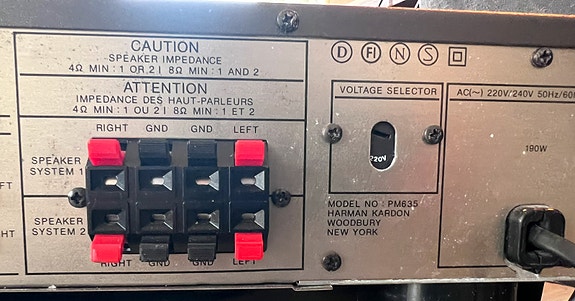 CAUTION
SPEAKER IMPEDANCE
4Ω MIN : 1 OR 2 I 8Ω MIN : 1 AND 2
ATTENTION
IMPEDANCE DES HAUT-PARLEURS
4Ω MIN : 1 OU 2 I 8Ω MIN : 1 ET 2
RIGHT GND GND LEFT
SPEAKER
SYSTEM 1
SPEAKER
SYSTEM 2
RIGHT GND GND LEFT
FT
HT
D FI N S
VOLTAGE SELECTOR
220V
MODEL NO : PM635
HARMAN KARDON
WOODBURY
NEW YORK
AC(~) 220V/240V 50Hz/60
190W